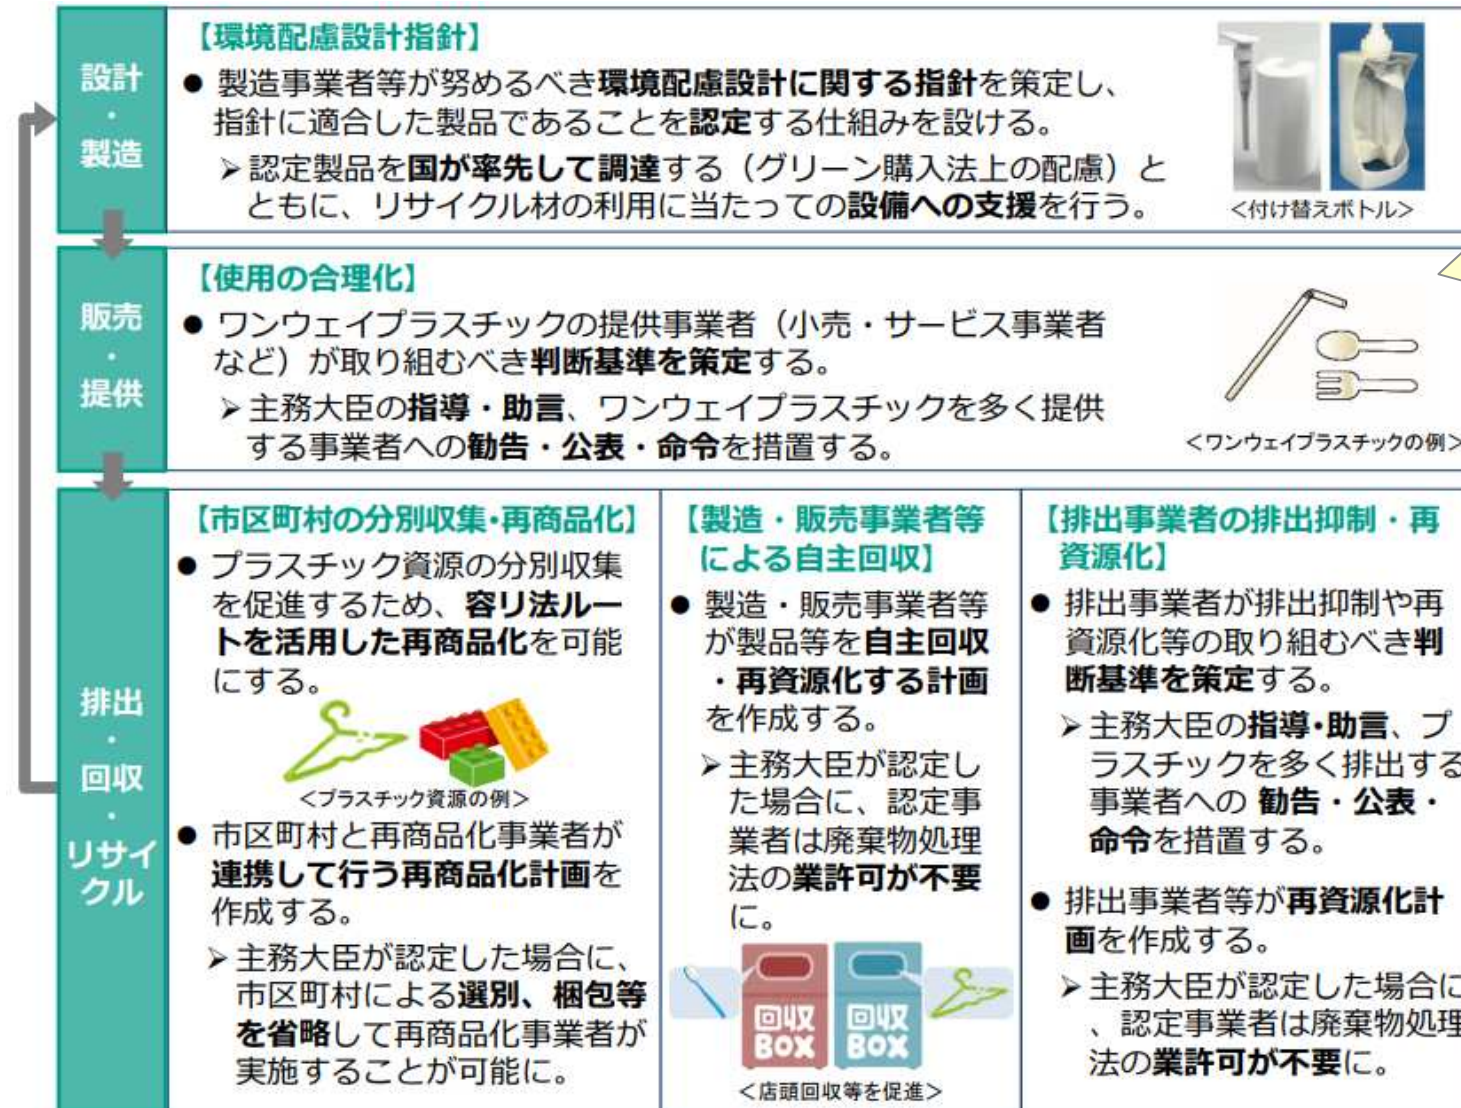 設計
・
製造
【環境配慮設計指針】
● 製造事業者等が努めるべき環境配慮設計に関する指針を策定し、
指針に適合した製品であることを認定する仕組みを設ける。
➢認定製品を国が率先して調達する（グリーン購入法上の配慮）と
ともに、リサイクル材の利用に当たっての設備への支援を行う。
＜付け替えボトル＞
販売
・
提供
【使用の合理化】
● ワンウェイプラスチックの提供事業者（小売・サービス事業者
など）が取り組むべき判断基準を策定する。
➢主務大臣の指導・助言、ワンウェイプラスチックを多く提供
する事業者への勧告・公表・命令を措置する。
＜ワンウェイプラスチックの例＞
排出
・
回収
・
リサイ
クル
【市区町村の分別収集・再商品化】
● プラスチック資源の分別収集
を促進するため、容リ法ルー
トを活用した再商品化を可能
にする。
＜プラスチック資源の例＞
● 市区町村と再商品化事業者が
連携して行う再商品化計画を
作成する。
➢主務大臣が認定した場合に、
市区町村による選別、梱包等
を省略して再商品化事業者が
実施することが可能に。
【製造・販売事業者等
による自主回収】
● 製造・販売事業者等
が製品等を自主回収
・再資源化する計画
を作成する。
➢主務大臣が認定し
た場合に、認定事
業者は廃棄物処理
法の業許可が不要
に。
回収
BOX
回収
BOX
＜店頭回収等を促進＞
【排出事業者の排出抑制・再
資源化】
● 排出事業者が排出抑制や再
資源化等の取り組むべき判
断基準を策定する。
➢主務大臣の指導・助言、プ
ラスチックを多く排出する
事業者への 勧告・公表・
命令を措置する。
● 排出事業者等が再資源化計
画を作成する。
➢主務大臣が認定した場合に
、認定事業者は廃棄物処理
法の業許可が不要に。